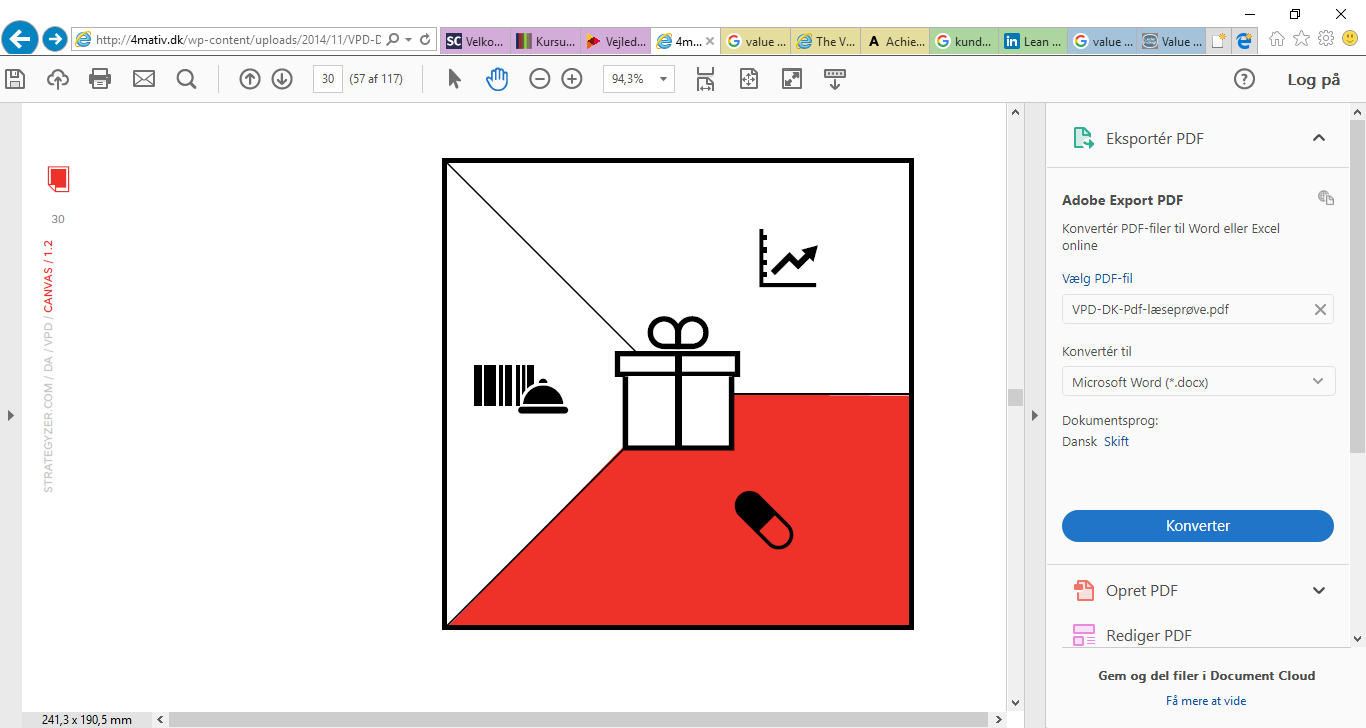 http://4mativ.dk/wp-content/uploads/2014/11/VPD-D
SC Velko...
Kursu...
Vejled...
4m...
value ...
The V...
A Achie...
kund...
in Lean ...
value ...
Value ...
30 (57 af 117)
94,3%
Log på
30
STRATEGYZER.COM / DA / VPD / CANVAS / 1.2
Eksportér PDF
Adobe Export PDF
Konvertér PDF-filer til Word eller Excel
online
Vælg PDF-fil
VPD-DK-Pdf-læseprøve.pdf
Konvertér til
Microsoft Word (*.docx)
Dokumentsprog:
Dansk Skift
Konverter
Opret PDF
Rediger PDF
Gem og del filer i Document Cloud
Få mere at vide
241,3 x 190,5 mm